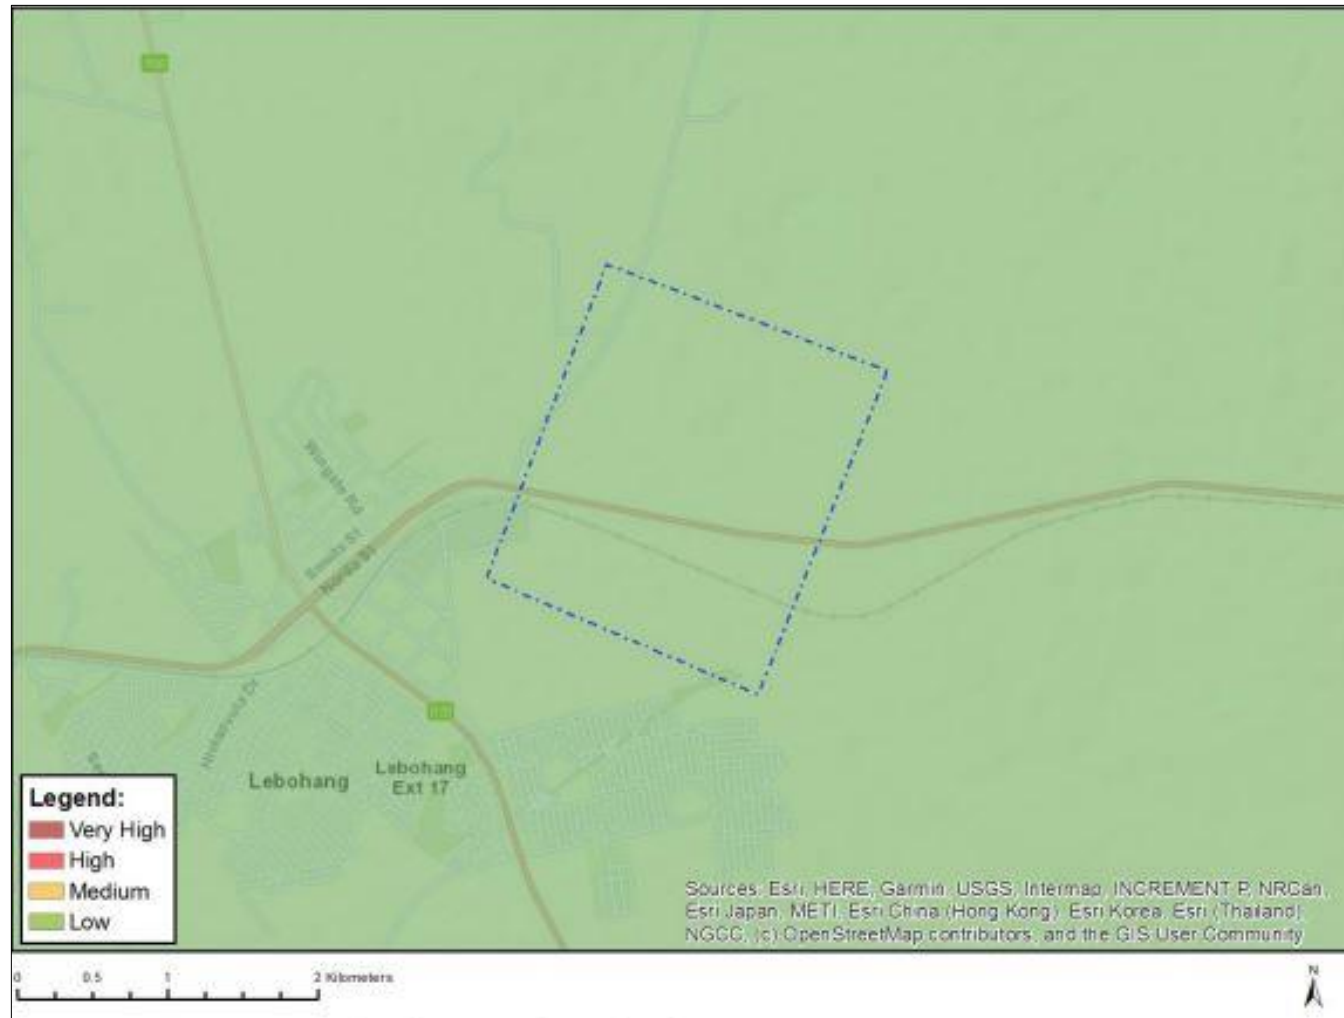 Wingate Rd
Lebohang
Lebohang
Ext 17
Legend:
Very High
High
Medium
Low
Sources: Esri, HERE, Garmin, USGS, Intermap, INCREMENT P, NRCan,
Esri Japan, METI, Esri China (Hong Kong), Esri Korea, Esri (Thailand),
NGCC, (c) OpenStreetMap contributors, and the GIS User Community
0 0.5 1 2 Kilometers
N